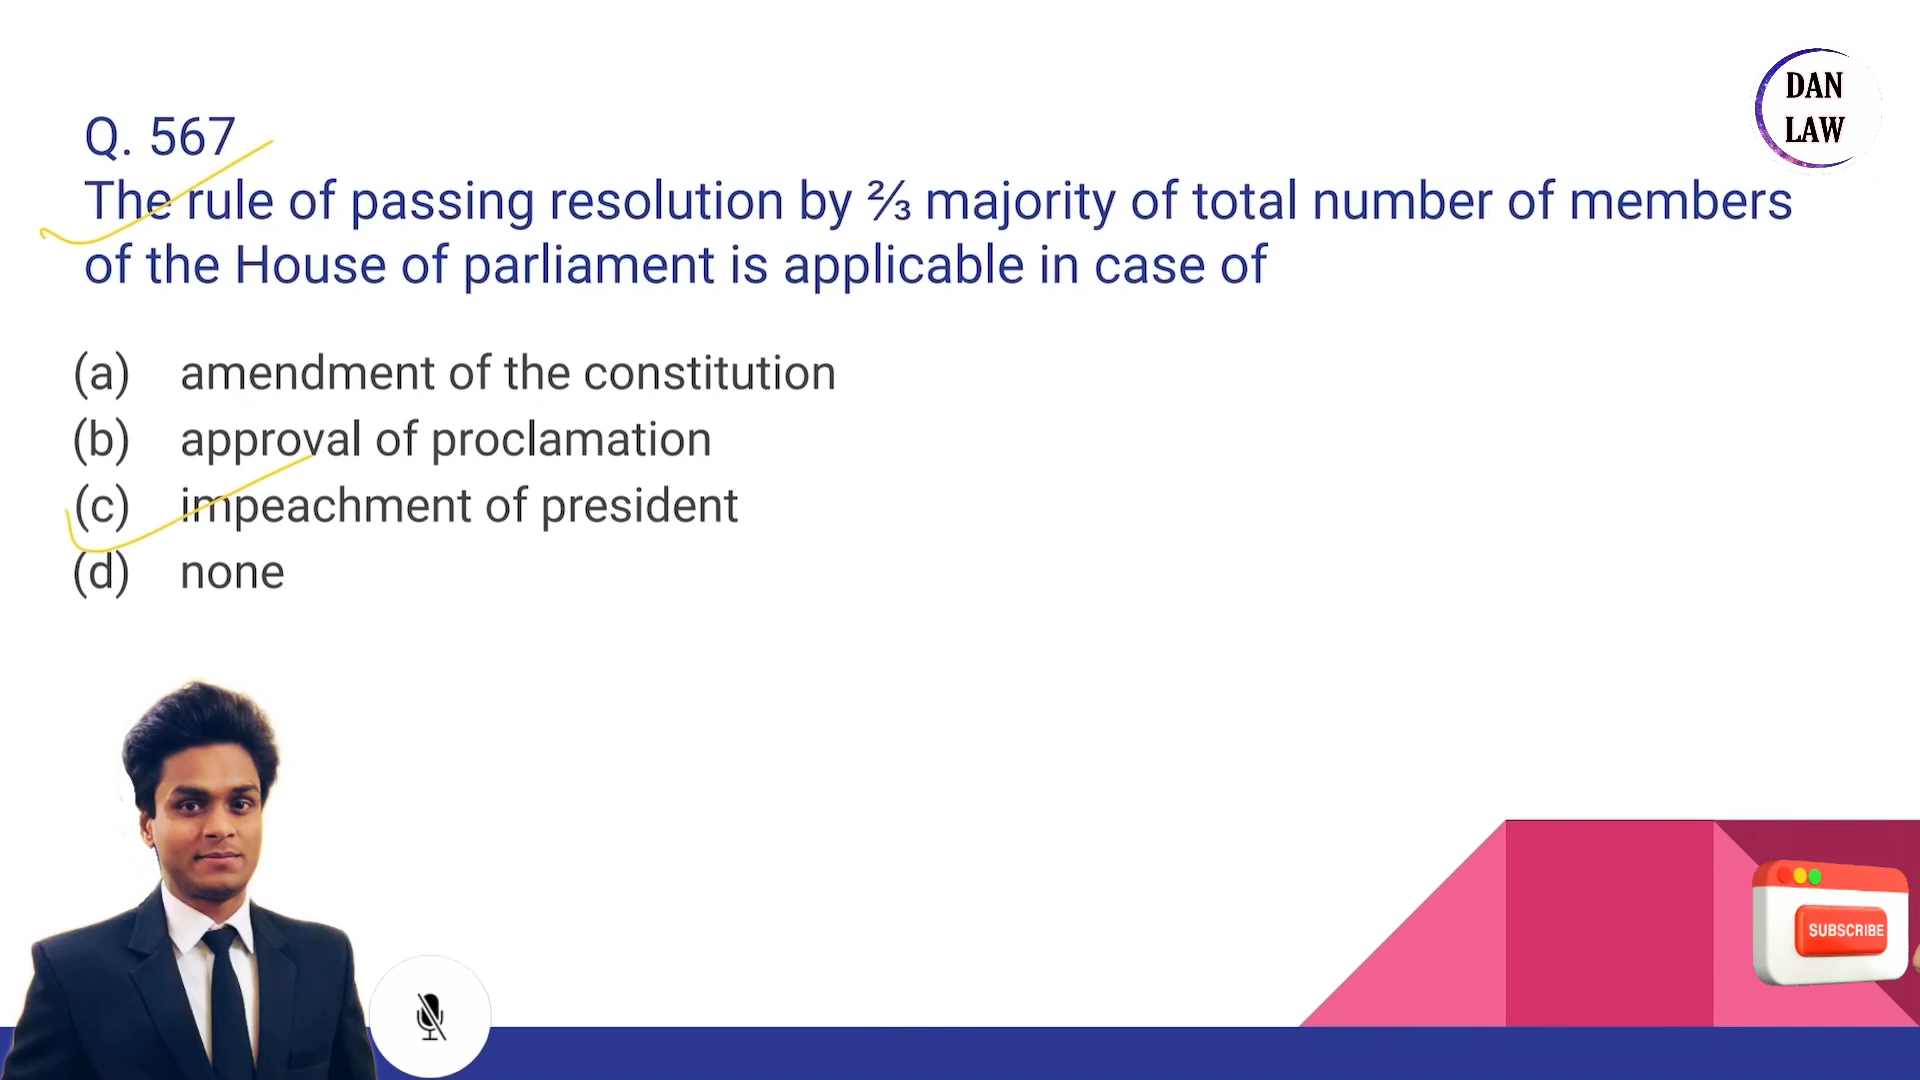 DAN
LAW
Q. 567
The rule of passing resolution by ⅔ majority of total number of members
of the House of parliament is applicable in case of
(a) amendment of the constitution
(b) approval of proclamation
(c) impeachment of president
(d) none
SUBSCRIBE